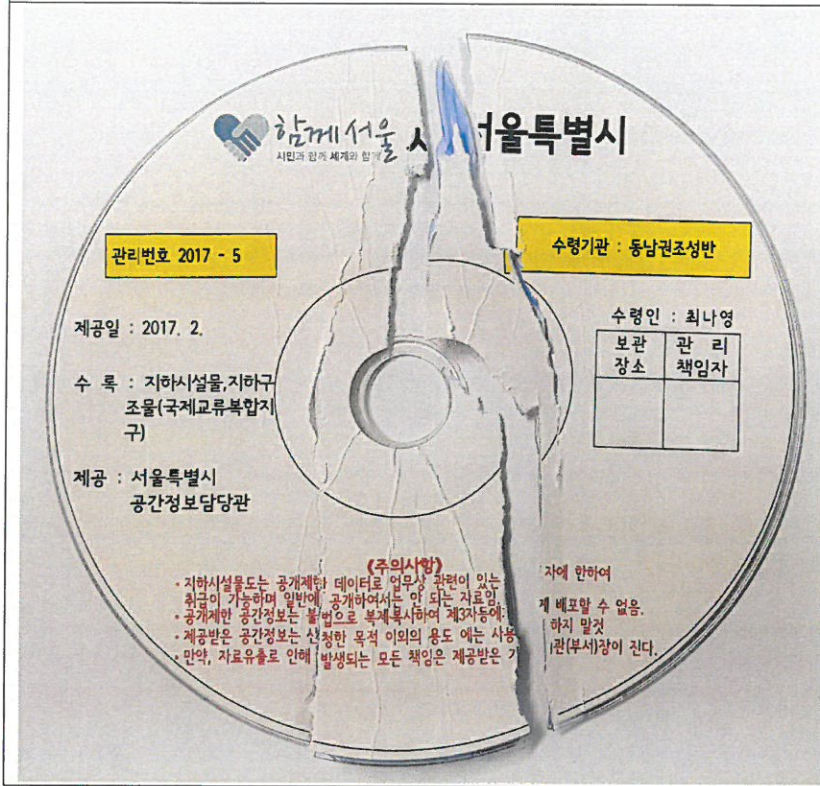 함께서울
시민과 함께 세계와 함께
서울특별시
관리번호 2017 - 5
수령기관 : 동남권조성반
제공일 : 2017. 2.
수령인 : 최나영
보관 장소
관 리 책임자
수 록 : 지하시설물,지하구
조물(국제교류복합지
구)
제공 : 서울특별시
공간정보담당관
《주의사항》
· 지하시설물도는 공개제한 데이터로 업무상 관련이 있는 자에 한하여
취급이 가능하며 일반에 공개하여서는 안 되는 자료임.
· 공개제한 공간정보는 불법으로 복제복사하여 제3자등에 배포할 수 없음.
· 제공받은 공간정보는 신청한 목적 이외의 용도 에는 사용하지 말것
· 만약, 자료유출로 인해 발생되는 모든 책임은 제공받은 기관(부서)장이 진다.